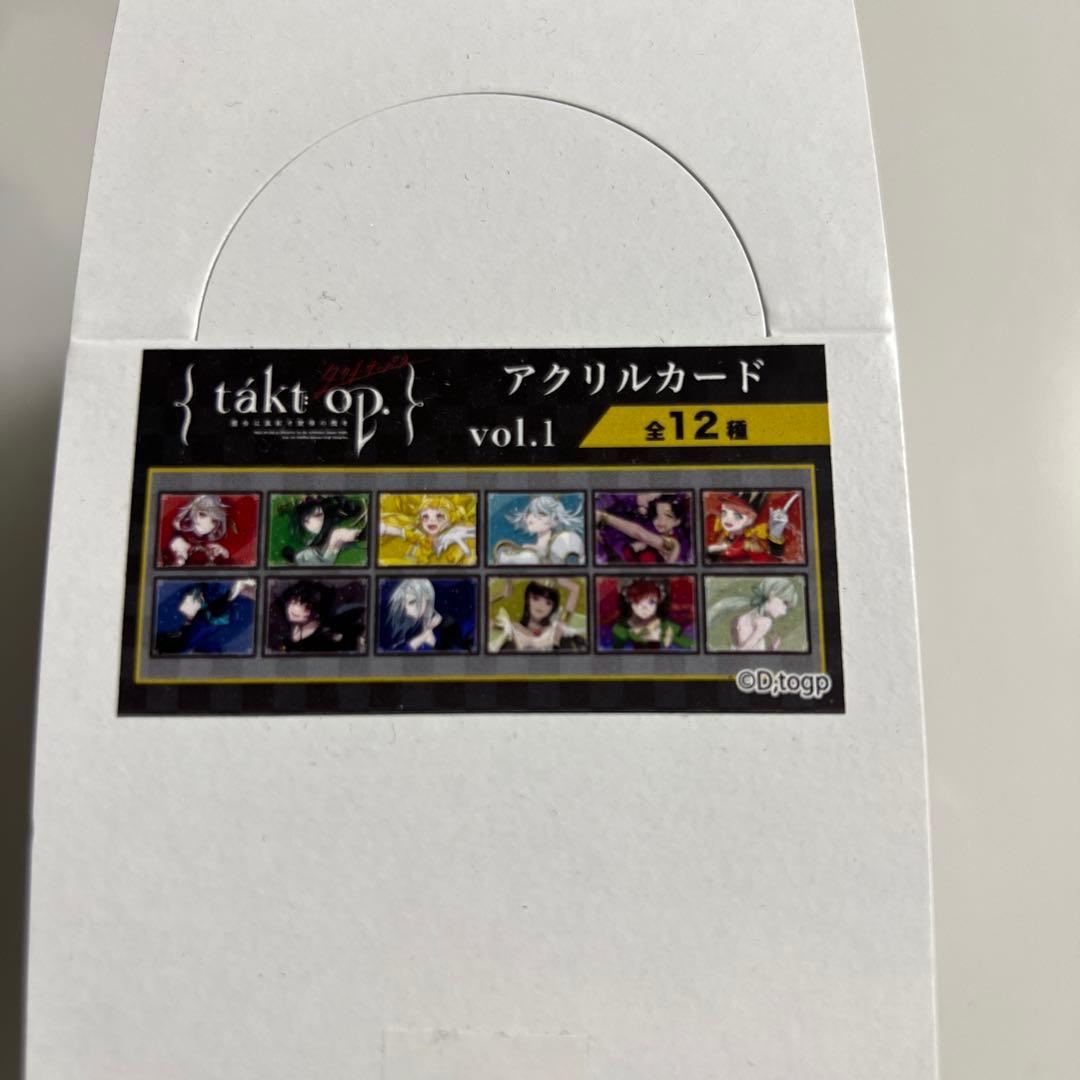 タクトオーパス
{ takt op. }
アクリルカード
vol.1
全12種
©D;togp